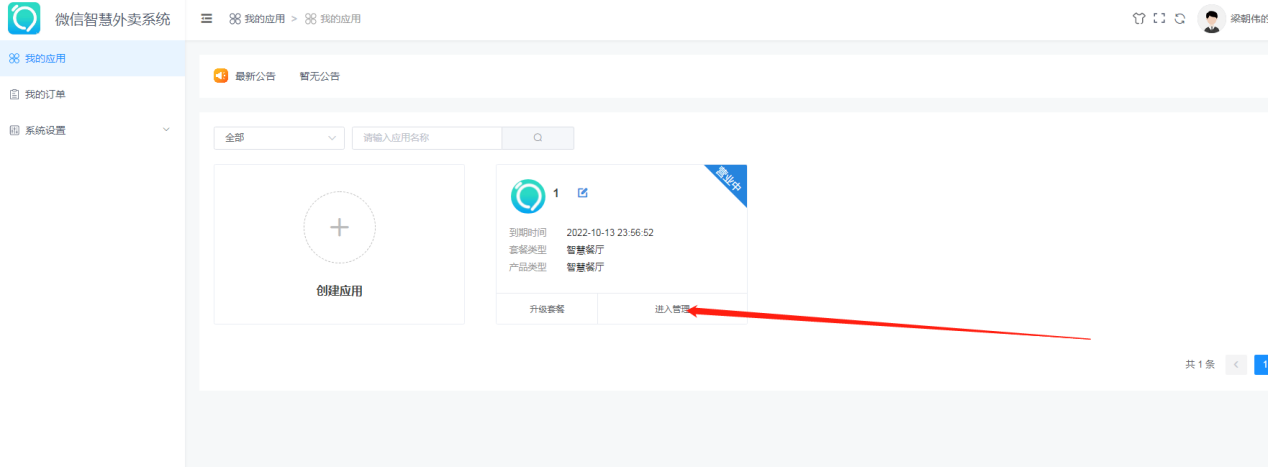 微信智慧外卖系统
我的应用 > 我的应用
梁朝伟的
我的应用
我的订单
系统设置
最新公告 暂无公告
全部
请输入应用名称
创建应用
1
营业中
到期时间 2022-10-13 23:56:52
套餐类型 智慧餐厅
产品类型 智慧餐厅
升级套餐 进入管理
共 1 条 < 1